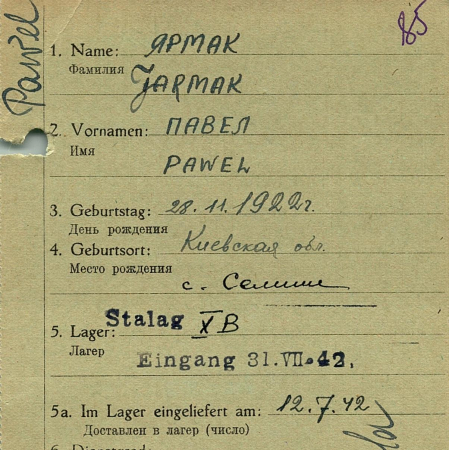 Pawel
85
1. Name: ЯРМАК
Фамилия
JARMAK
2. Vornamen: ПАВЕЛ
Имя
PAWEL
3. Geburtstag: 28.11.1922г.
День рождения
4. Geburtsort: Киевская обл.
Место рождения
с.
5. Lager: Stalag XB
Лагер
Eingang 31.VII.42.
5a. Im Lager eingeliefert am: 12.7.42
Доставлен в лагер (число)